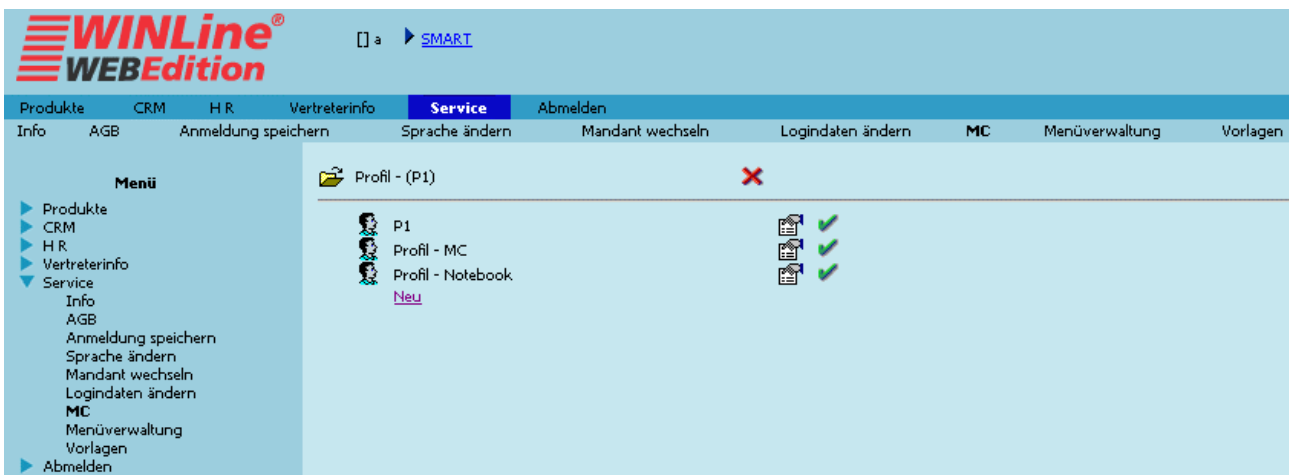 WINLine®
WEBEdition
[] a SMART
Produkte CRM H R Vertreterinfo Service Abmelden
Info AGB Anmeldung speichern Sprache ändern Mandant wechseln Logindaten ändern MC Menüverwaltung Vorlagen
Menü
Produkte
CRM
H R
Vertreterinfo
Service
Info
AGB
Anmeldung speichern
Sprache ändern
Mandant wechseln
Logindaten ändern
MC
Menüverwaltung
Vorlagen
Abmelden
Profil - (P1)
P1
Profil - MC
Profil - Notebook
Neu